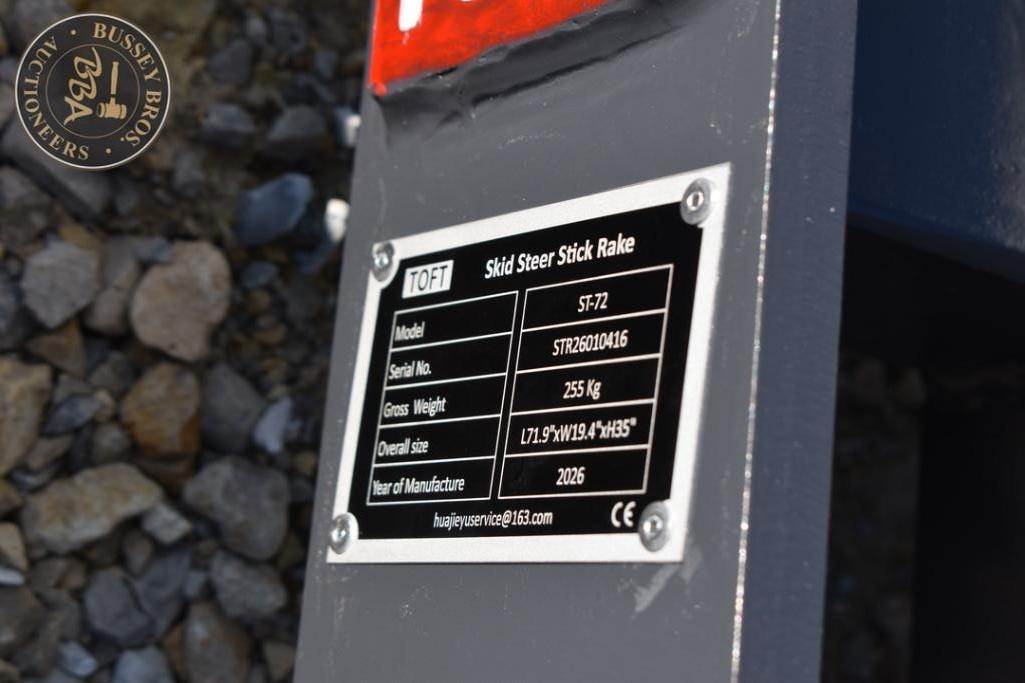 BUSSEY BROS.
AUCTIONEERS
BBA
TOFT Skid Steer Stick Rake
Model ST-72
Serial No. STR26010416
Gross Weight 255 Kg
Overall size L71.9"xW19.4"xH35"
Year of Manufacture 2026
huajieyuservice@163.com CE